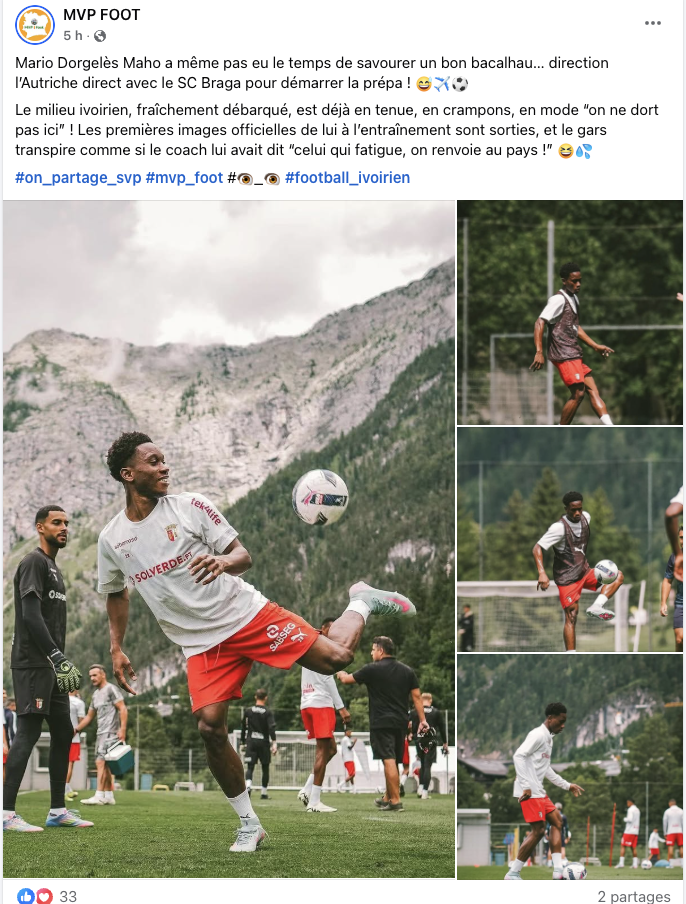 MVP FOOT
5 h ·
Mario Dorgelès Maho a même pas eu le temps de savourer un bon bacalhau... direction
l'Autriche direct avec le SC Braga pour démarrer la prépa ! 😅✈️⚽
Le milieu ivoirien, fraîchement débarqué, est déjà en tenue, en crampons, en mode “on ne dort
pas ici” ! Les premières images officielles de lui à l'entraînement sont sorties, et le gars
transpire comme si le coach lui avait dit “celui qui fatigue, on renvoie au pays !” 😆💦
#on_partage_svp #mvp_foot #👁️_👁️ #football_ivoirien
tek4life
SOLVERDE.PT
SABSEG
33
2 partages